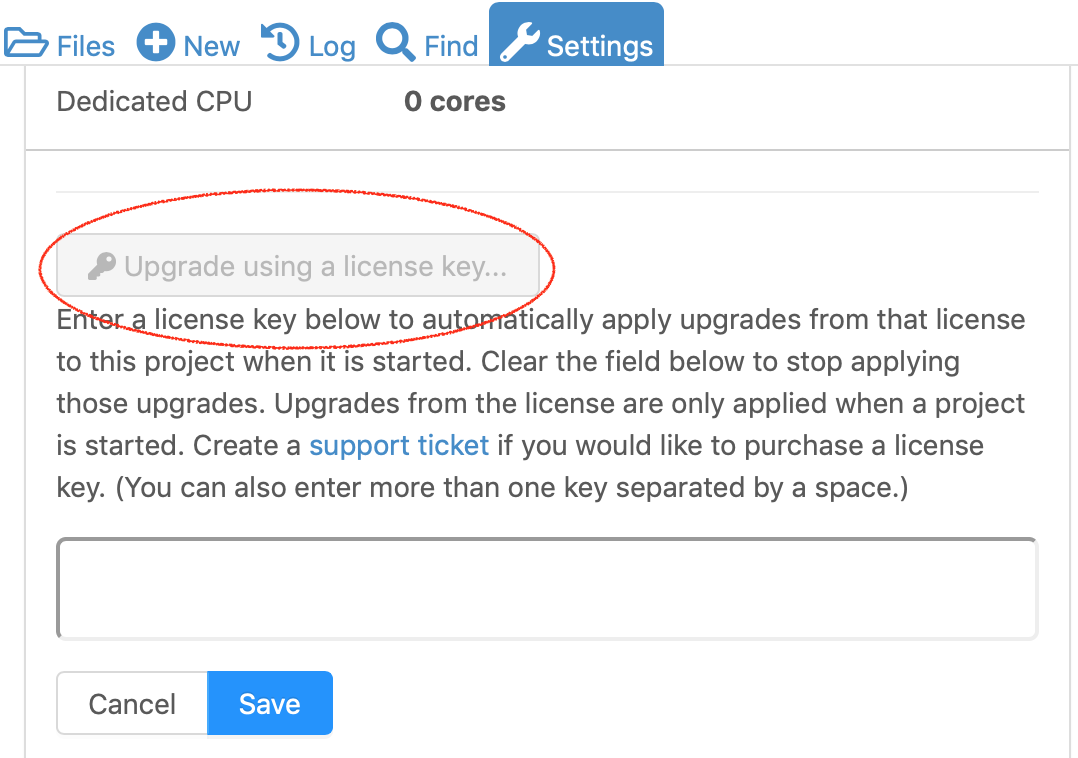 Files New Log Find Settings
Dedicated CPU 0 cores
Upgrade using a license key...
Enter a license key below to automatically apply upgrades from that license
to this project when it is started. Clear the field below to stop applying
those upgrades. Upgrades from the license are only applied when a project
is started. Create a support ticket if you would like to purchase a license
key. (You can also enter more than one key separated by a space.)
Cancel Save